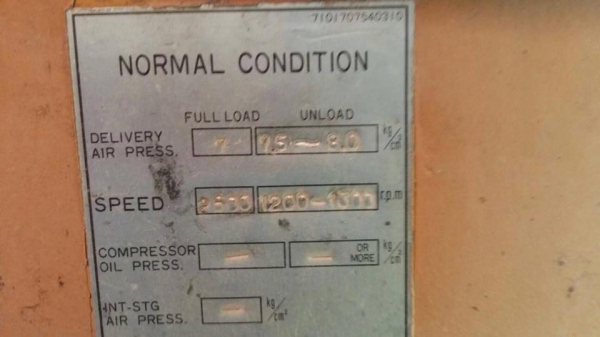 7101707540310
NORMAL CONDITION
FULL LOAD UNLOAD
DELIVERY AIR PRESS. 7 7.5 — 8.0 kg/cm²
SPEED r.p.m
COMPRESSOR OIL PRESS. — — OR MORE kg/cm²
INT-STG AIR PRESS. — kg/cm²